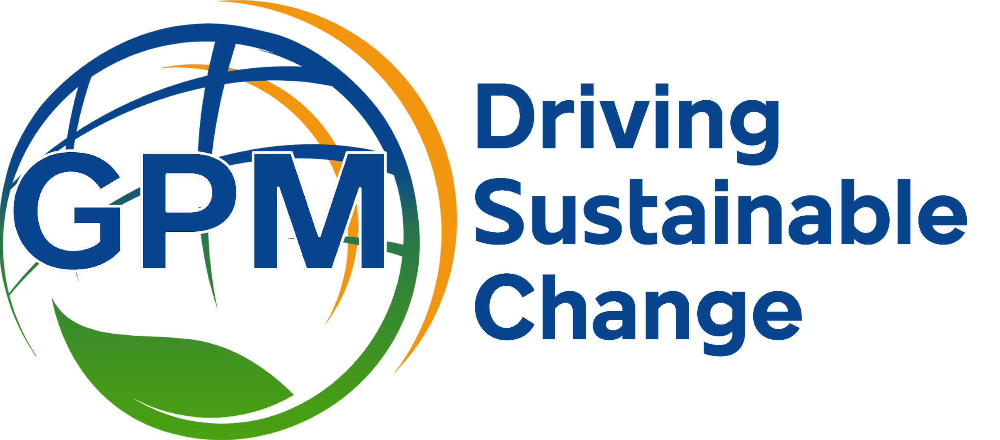 GPM
Driving
Sustainable
Change